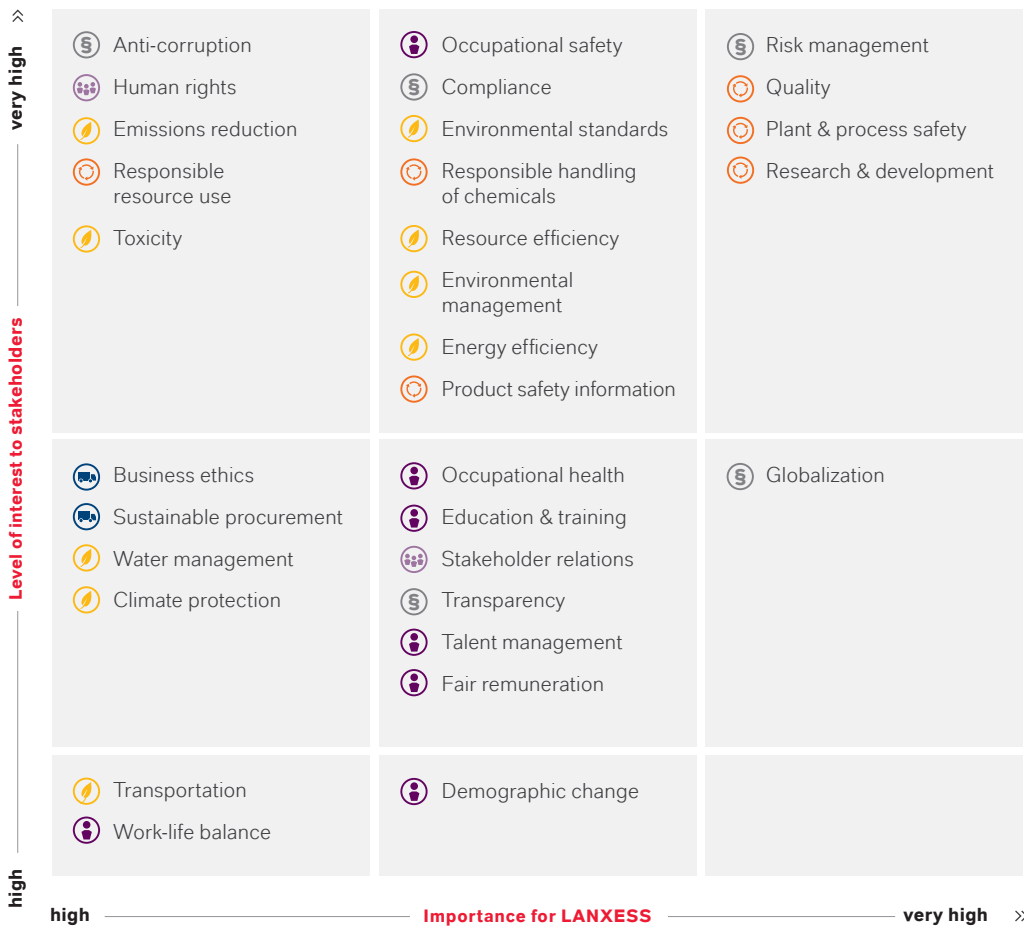 very high
Level of interest to stakeholders
high
Anti-corruption
Human rights
Emissions reduction
Responsible
resource use
Toxicity
Occupational safety
Compliance
Environmental standards
Responsible handling
of chemicals
Resource efficiency
Environmental
management
Energy efficiency
Product safety information
Risk management
Quality
Plant & process safety
Research & development
Business ethics
Sustainable procurement
Water management
Climate protection
Occupational health
Education & training
Stakeholder relations
Transparency
Talent management
Fair remuneration
Globalization
Transportation
Work-life balance
Demographic change
high
Importance for LANXESS
very high